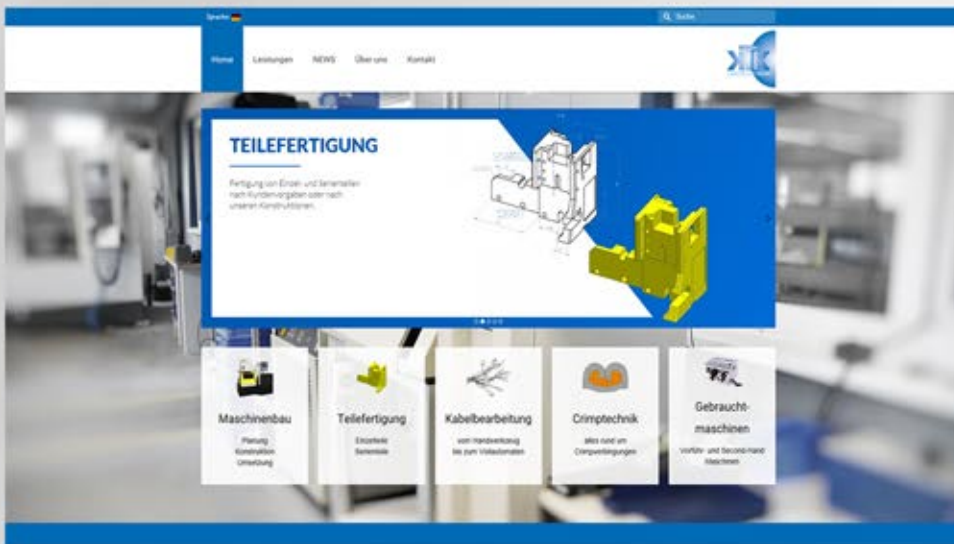 Sprache
Suche
Home Leistungen NEWS Über uns Kontakt
TEILEFERTIGUNG
Fertigung von Einzel- und Serienteilen
nach Kundenvorgaben oder nach
unseren Konstruktionen.
Maschinenbau
Planung
Konstruktion
Umsetzung
Teilefertigung
Einzelteile
Serienteile
Kabelbearbeitung
vom Handwerkzeug
bis zum Vollautomaten
Crimptechnik
alles rund um
Crimpverbingungen
Gebraucht-
maschinen
Vorführ- und Second-Hand
Maschinen